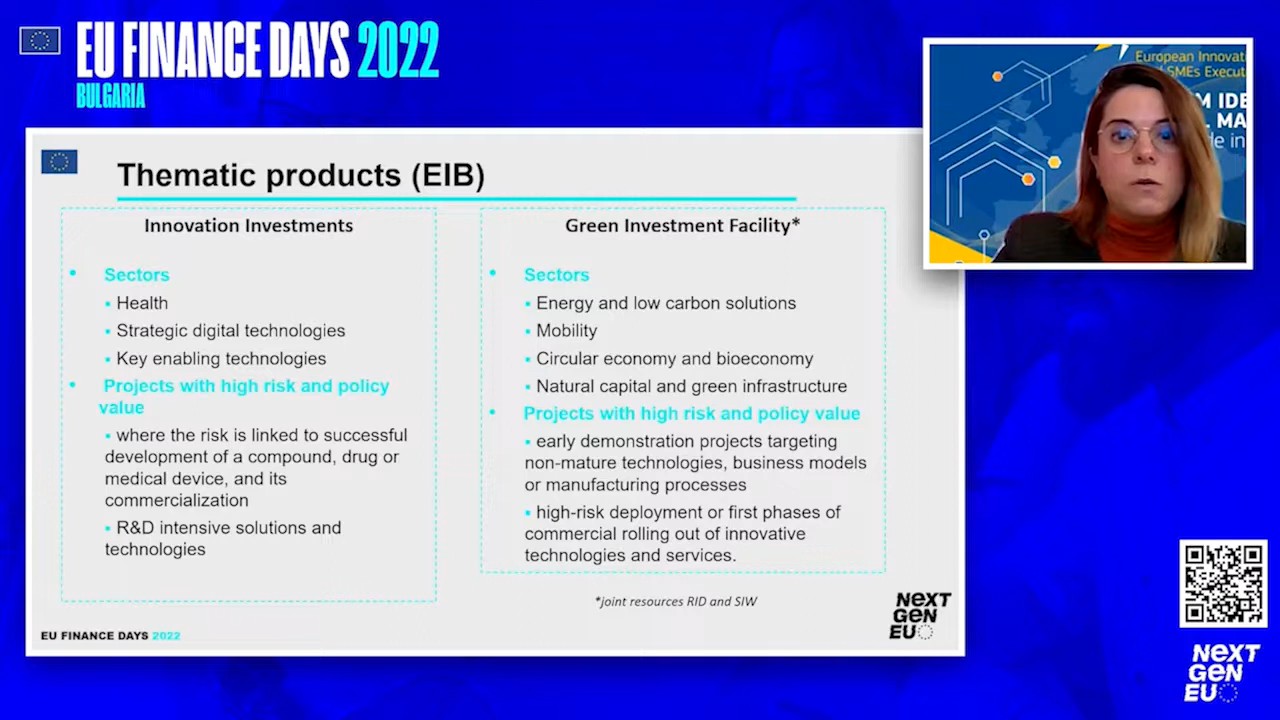 EU FINANCE DAYS 2022
BULGARIA
European Innovat
SMEs Execut
M IDE
MA
de in
Thematic products (EIB)
Innovation Investments
• Sectors
▪ Health
▪ Strategic digital technologies
▪ Key enabling technologies
• Projects with high risk and policy
value
▪ where the risk is linked to successful
development of a compound, drug or
medical device, and its
commercialization
▪ R&D intensive solutions and
technologies
Green Investment Facility*
• Sectors
▪ Energy and low carbon solutions
▪ Mobility
▪ Circular economy and bioeconomy
▪ Natural capital and green infrastructure
• Projects with high risk and policy value
▪ early demonstration projects targeting
non-mature technologies, business models
or manufacturing processes
▪ high-risk deployment or first phases of
commercial rolling out of innovative
technologies and services.
*joint resources RID and SIW
EU FINANCE DAYS 2022
NEXT
GEN
EU
NEXT
GEN
EU